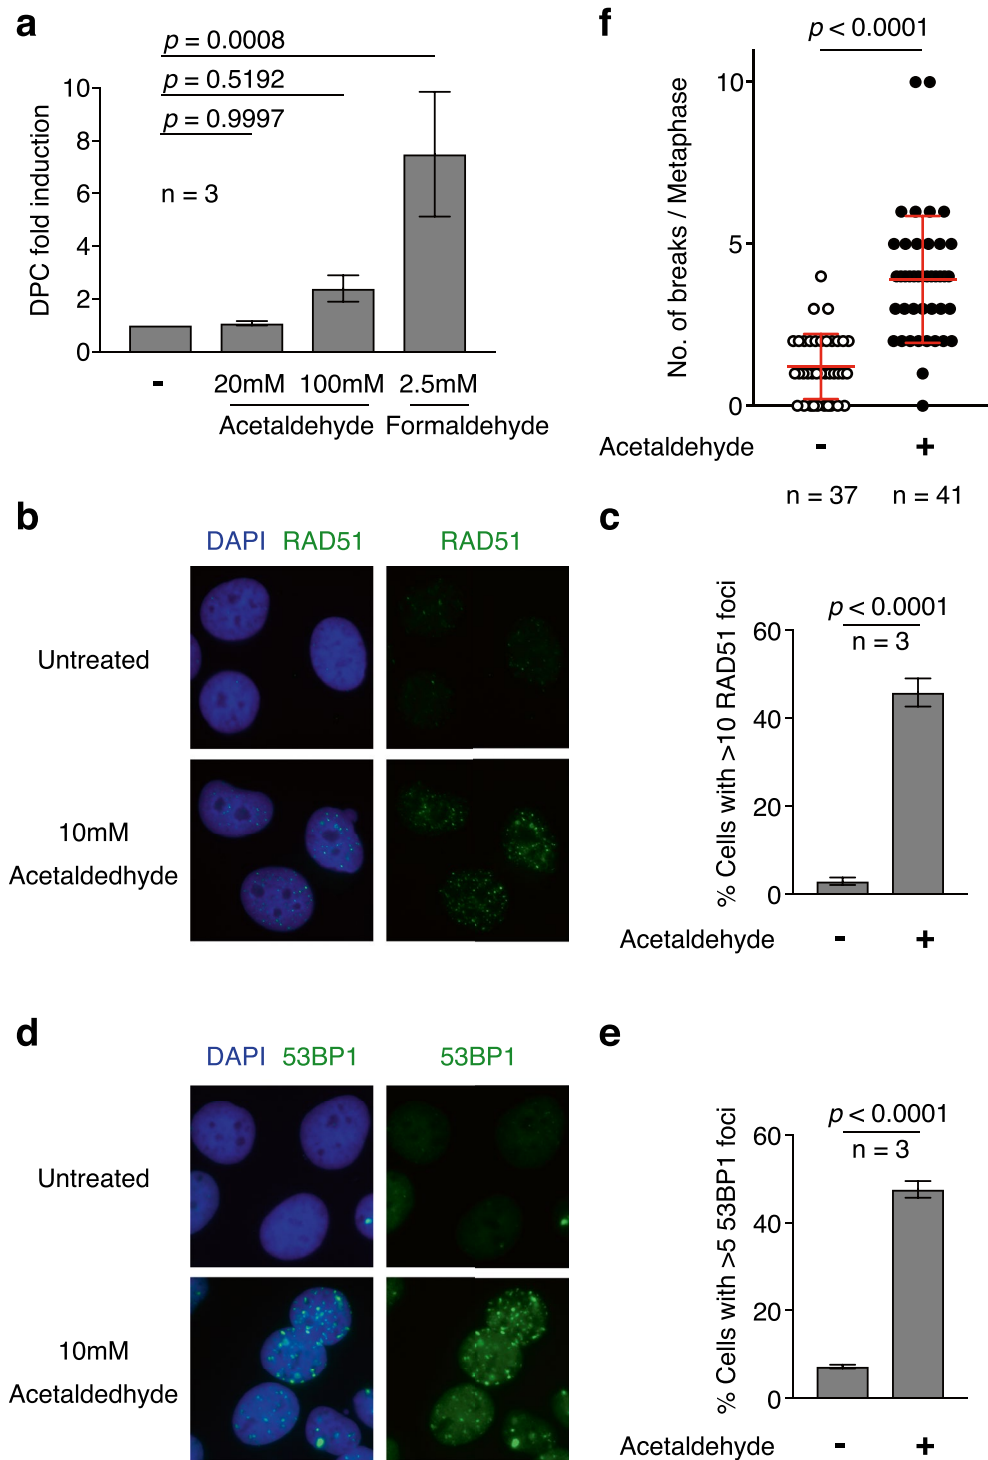 a
p = 0.0008
p = 0.5192
p = 0.9997
n = 3
DPC fold induction
10
8
6
4
2
0
-
20mM 100mM 2.5mM
Acetaldehyde Formaldehyde
f
p < 0.0001
No. of breaks / Metaphase
10
5
0
Acetaldehyde - +
n = 37 n = 41
b
DAPI RAD51 RAD51
Untreated
10mM
Acetaldedhyde
c
p < 0.0001
n = 3
% Cells with >10 RAD51 foci
60
40
20
0
Acetaldehyde - +
d
DAPI 53BP1 53BP1
Untreated
10mM
Acetaldedhyde
e
p < 0.0001
n = 3
% Cells with >5 53BP1 foci
60
40
20
0
Acetaldehyde - +